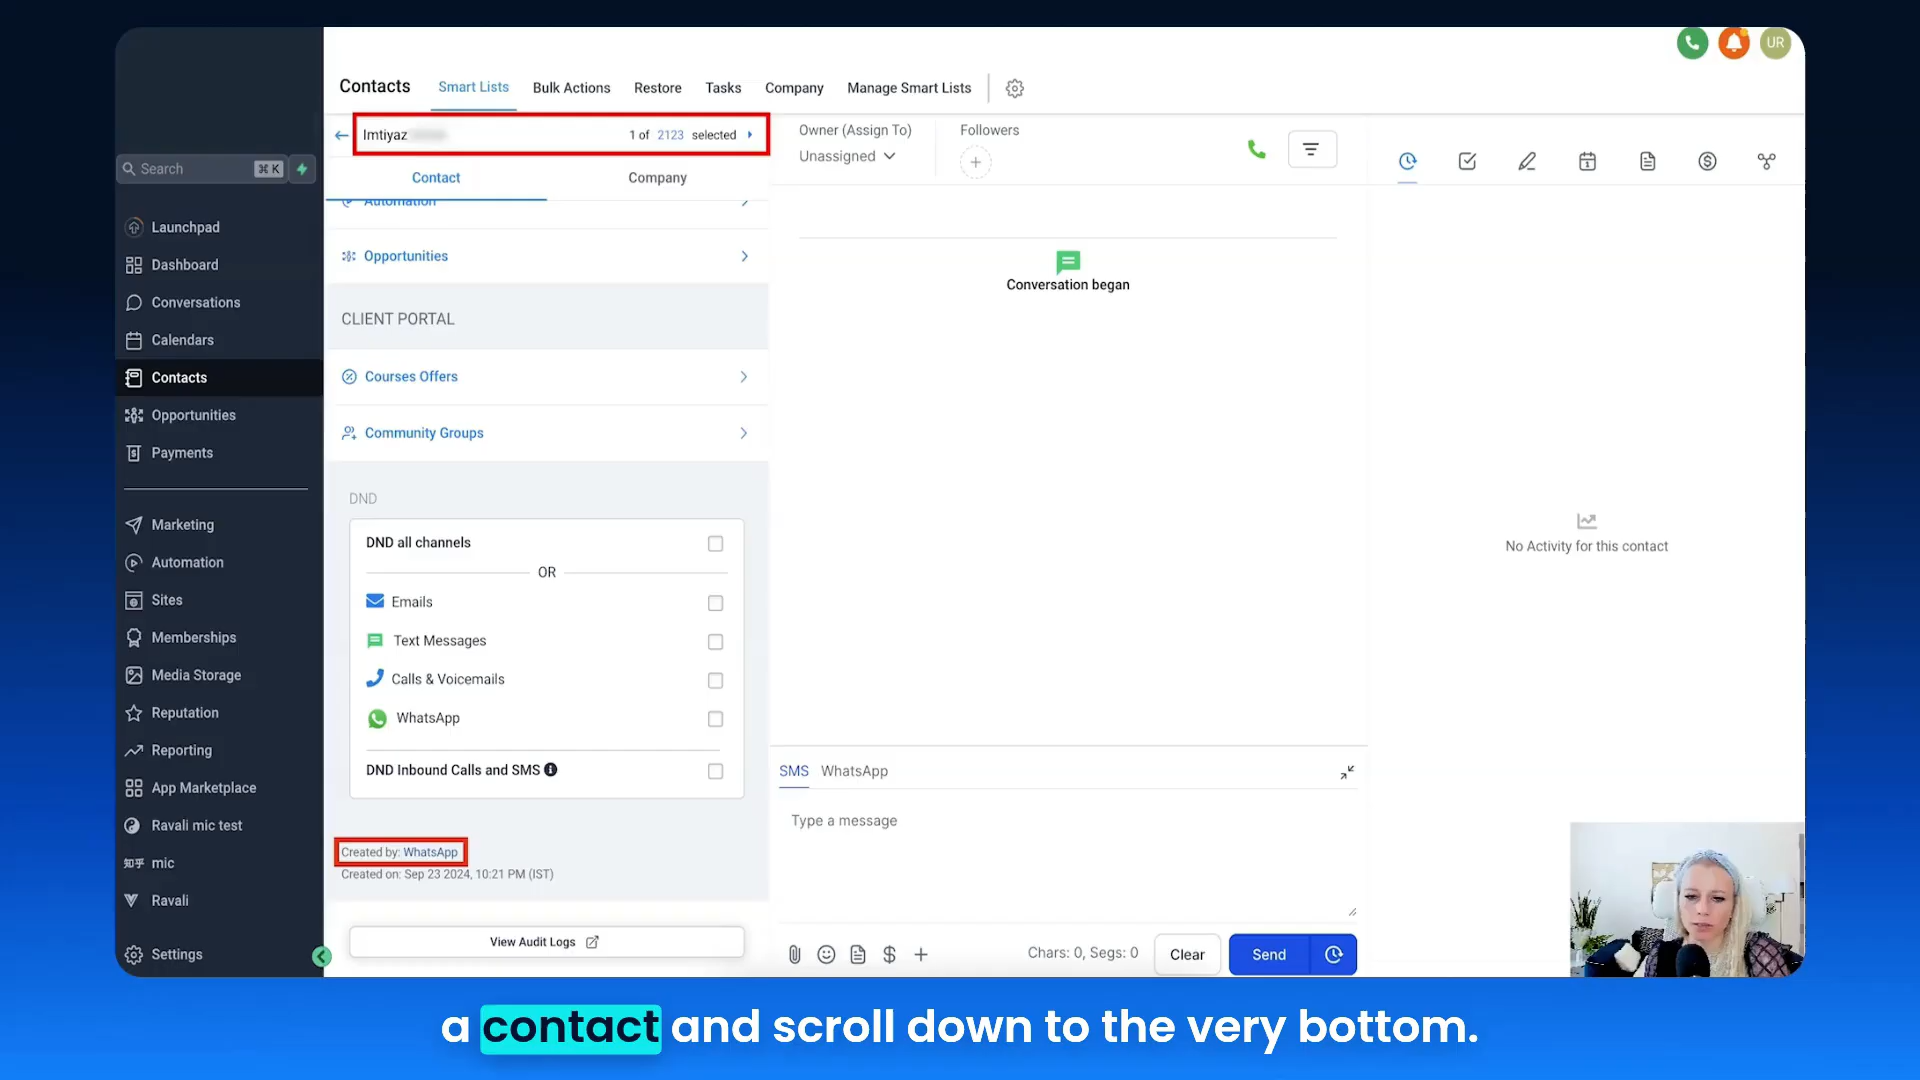 UR
Contacts
Smart Lists
Bulk Actions
Restore
Tasks
Company
Manage Smart Lists
Search
⌘ K
Launchpad
Dashboard
Conversations
Calendars
Contacts
Opportunities
Payments
Marketing
Automation
Sites
Memberships
Media Storage
Reputation
Reporting
App Marketplace
Ravali mic test
知乎 mic
Ravali
Settings
Imtiyaz
1 of 2123 selected
Contact
Company
Automation
Opportunities
CLIENT PORTAL
Courses Offers
Community Groups
DND
DND all channels
OR
Emails
Text Messages
Calls & Voicemails
WhatsApp
DND Inbound Calls and SMS
Created by: WhatsApp
Created on: Sep 23 2024, 10:21 PM (IST)
View Audit Logs
Owner (Assign To)
Unassigned
Followers
Conversation began
SMS
WhatsApp
Type a message
Chars: 0, Segs: 0
Clear
Send
No Activity for this contact
a contact and scroll down to the very bottom.